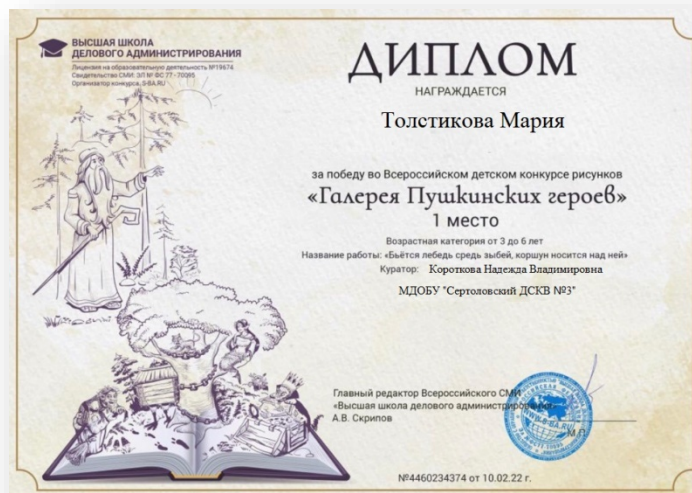 ВЫСШАЯ ШКОЛА
ДЕЛОВОГО АДМИНИСТРИРОВАНИЯ
Лицензия на образовательную деятельность №19674
Свидетельство СМИ: ЭЛ № ФС 77 - 70095
Организатор конкурса: S-BA.RU
ДИПЛОМ
НАГРАЖДАЕТСЯ
Толстикова Мария
за победу во Всероссийском детском конкурсе рисунков
«Галерея Пушкинских героев»
1 место
Возрастная категория от 3 до 6 лет
Название работы: «Бьётся лебедь средь зыбей, коршун носится над ней»
Куратор: Короткова Надежда Владимировна
МДОБУ "Сертоловский ДСКВ №3"
Главный редактор Всероссийского СМИ
«Высшая школа делового администрирования»
А.В. Скрипов
М.П.
№4460234374 от 10.02.22 г.